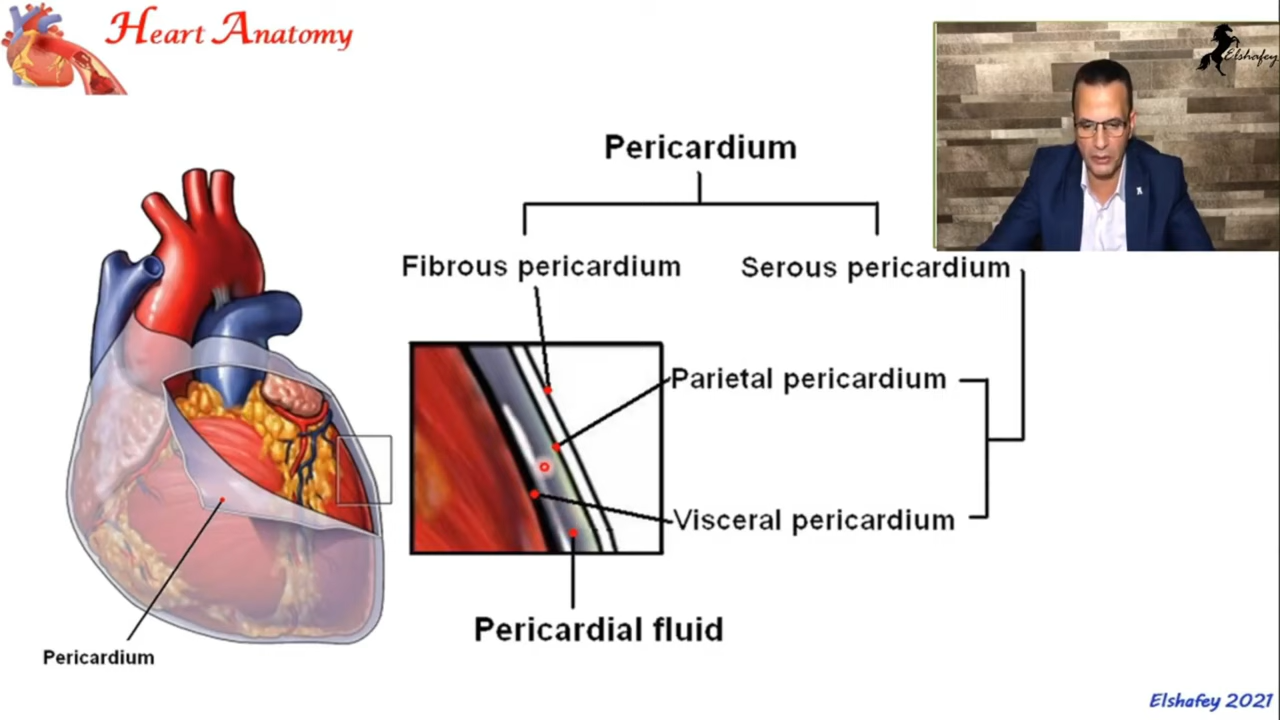 Heart Anatomy
Elshafey
Pericardium
Fibrous pericardium
Serous pericardium
Parietal pericardium
Visceral pericardium
Pericardial fluid
Pericardium
Elshafey 2021